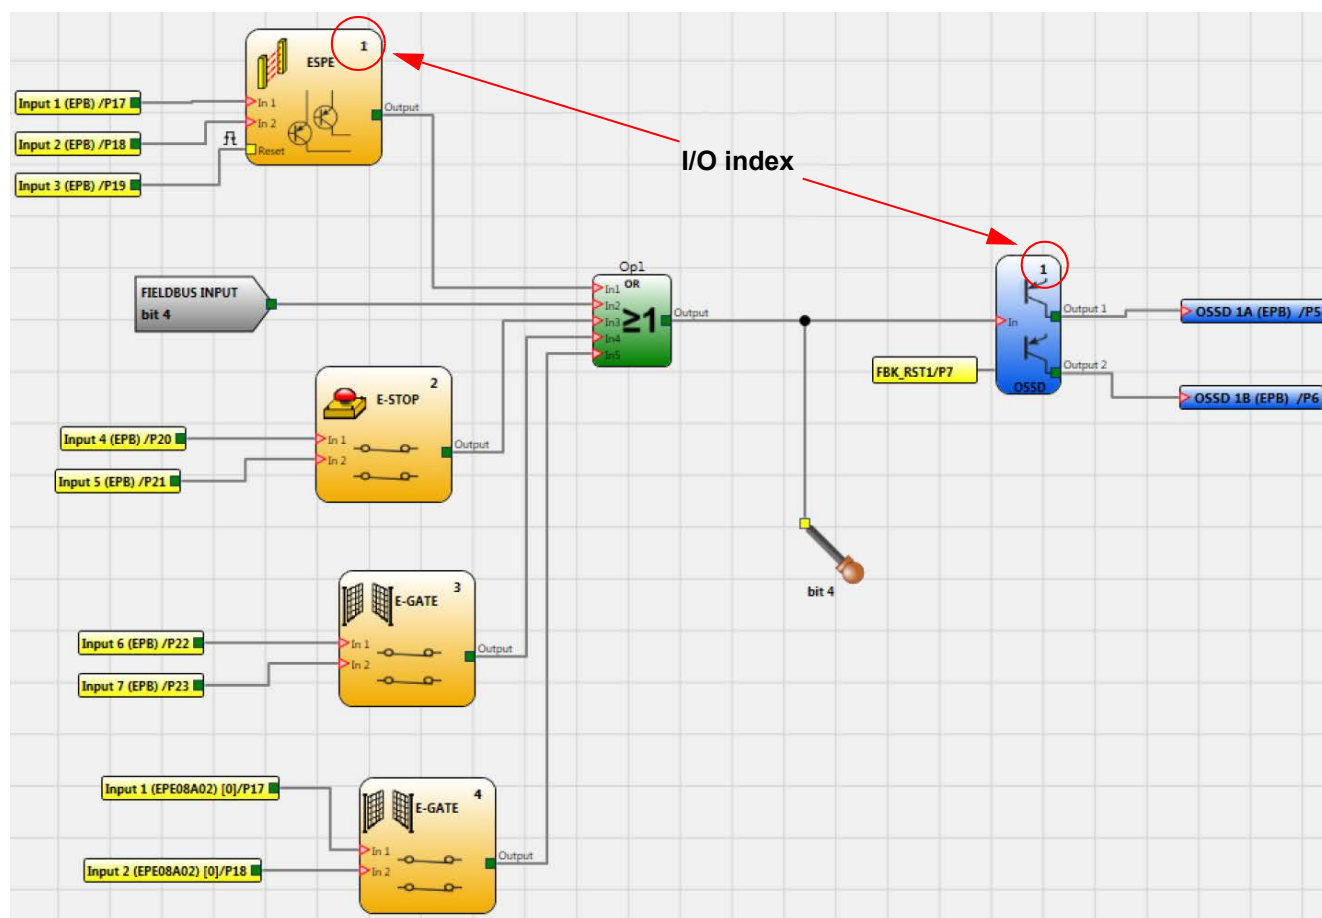 1
ESPE
Input 1 (EPB) /P17
In 1
Output
Input 2 (EPB) /P18
In 2
Reset
Input 3 (EPB) /P19
I/O index
FIELDBUS INPUT
bit 4
Op1
OR
In1
In2
In3
In4
In5
≥1
Output
1
In
Output 1
Output 2
OSSD
OSSD 1A (EPB) /P5
FBK_RST1/P7
OSSD 1B (EPB) /P6
2
E-STOP
Input 4 (EPB) /P20
In 1
Output
Input 5 (EPB) /P21
In 2
bit 4
3
E-GATE
Input 6 (EPB) /P22
In 1
Output
Input 7 (EPB) /P23
In 2
4
E-GATE
Input 1 (EPE08A02) [0]/P17
In 1
Output
Input 2 (EPE08A02) [0]/P18
In 2